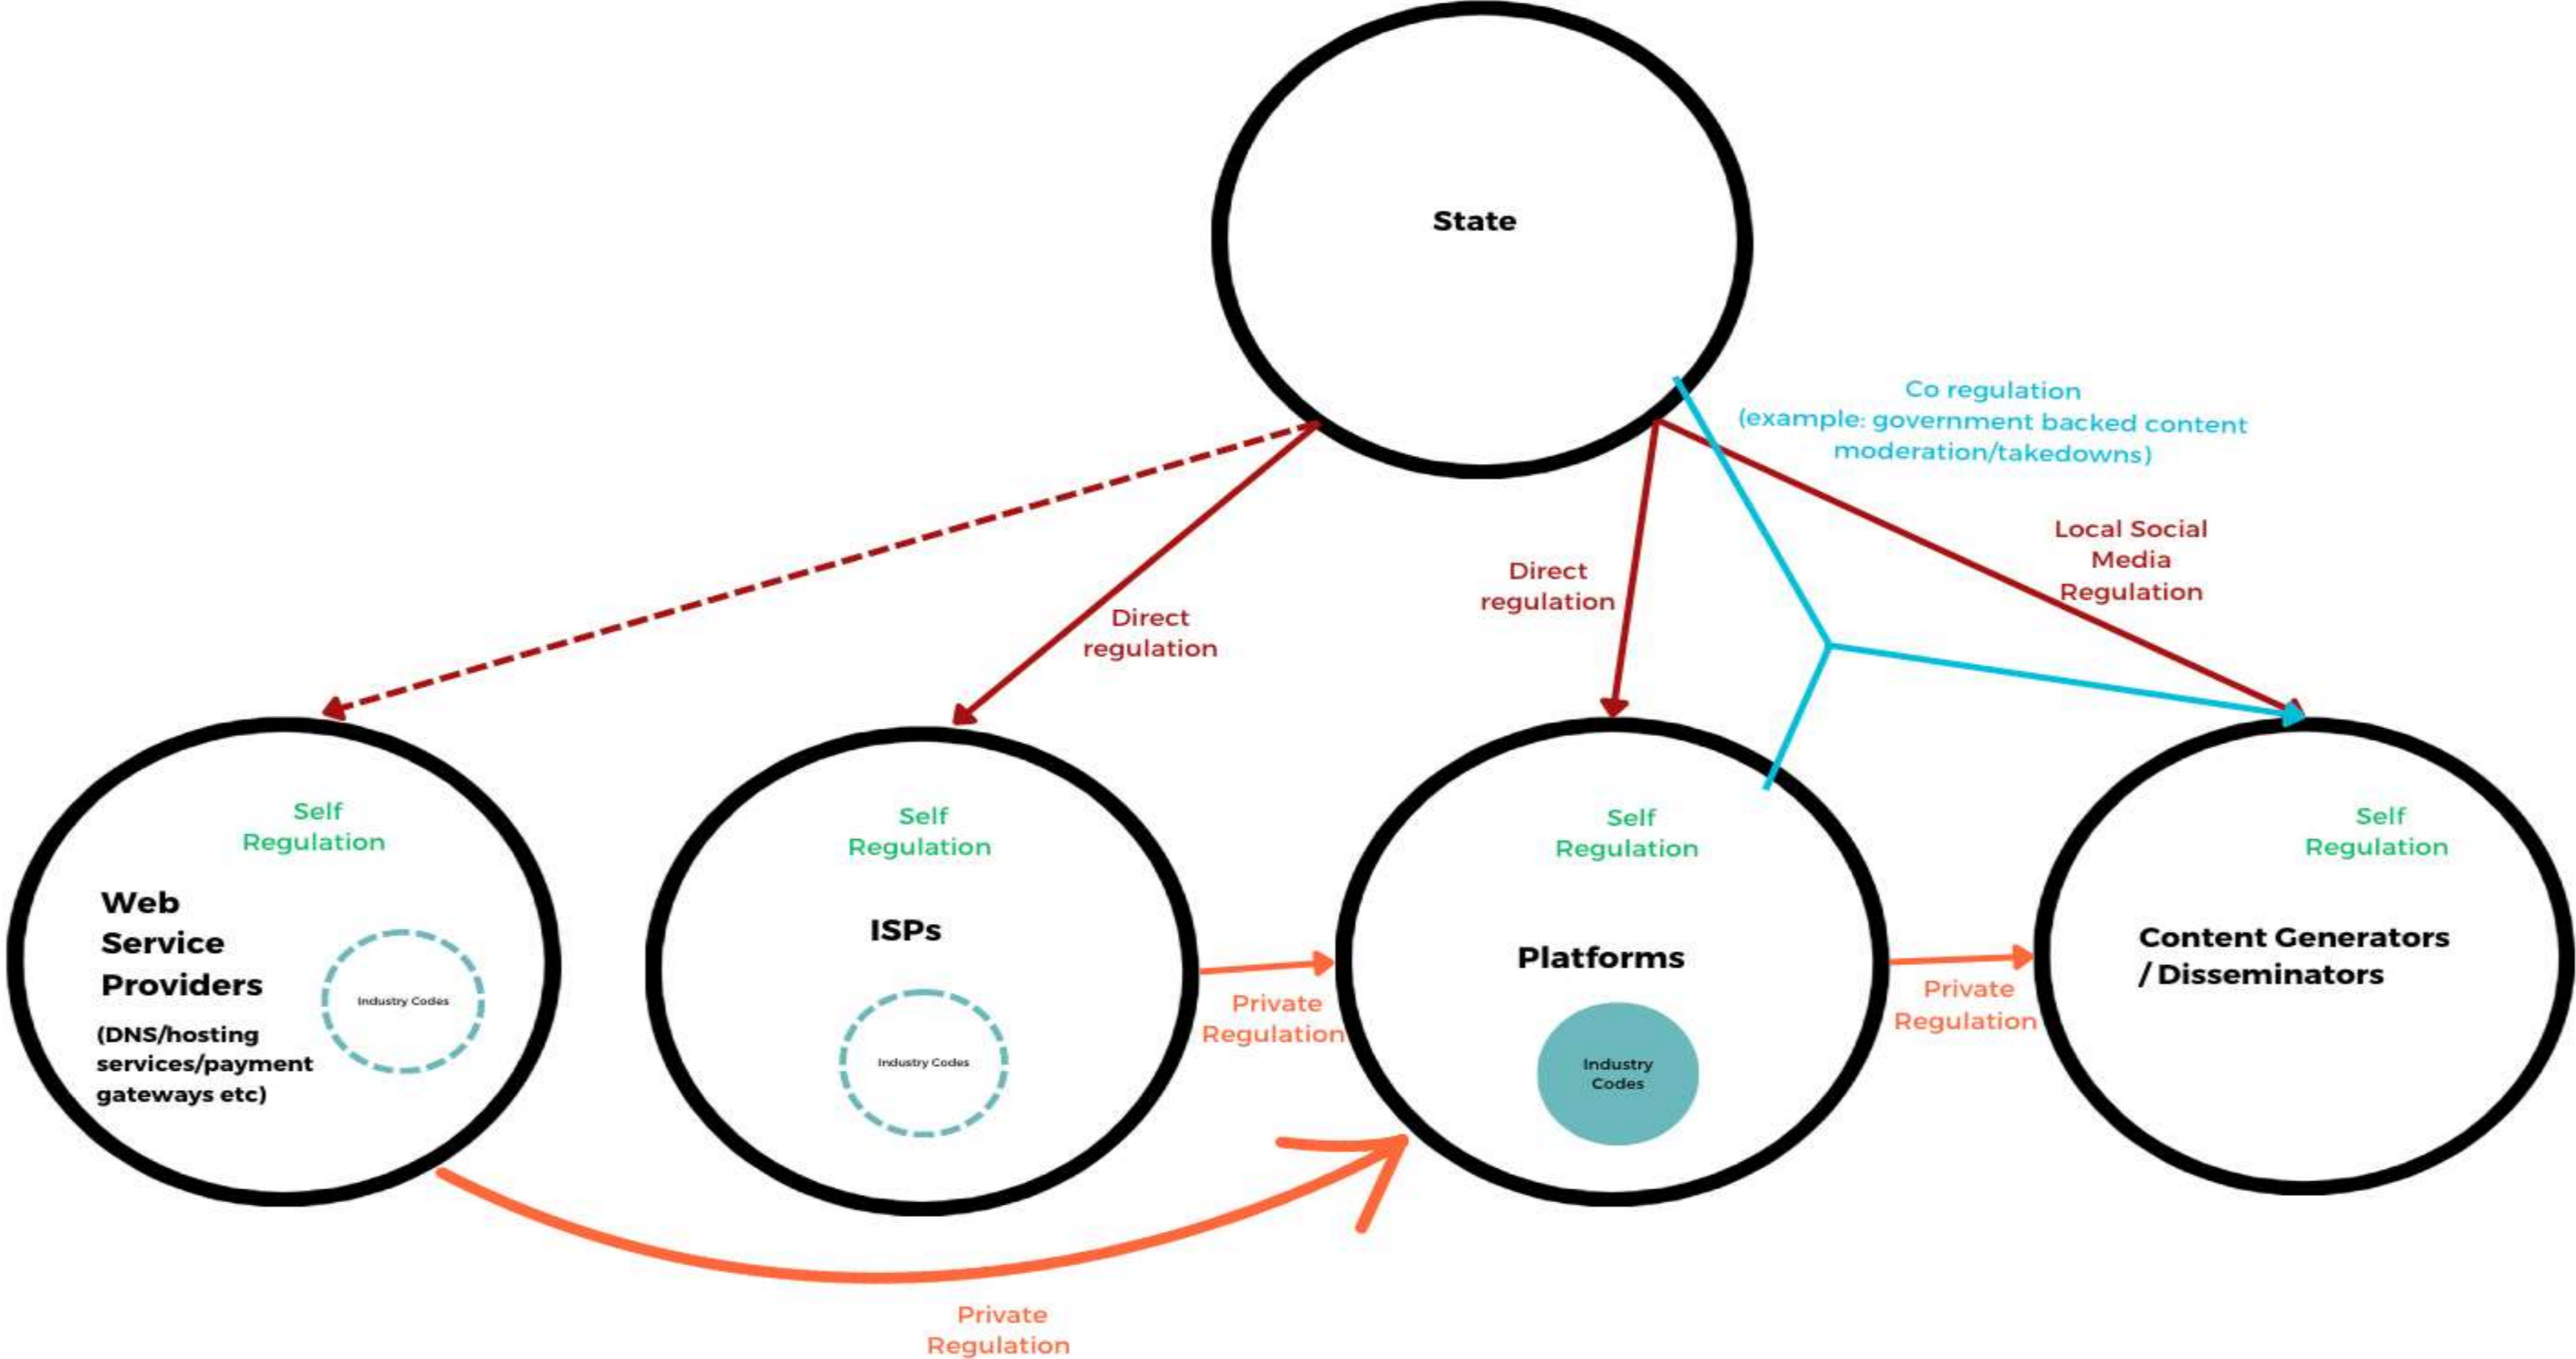 State
Co regulation
(example: government backed content
moderation/takedowns)
Local Social
Media
Regulation
Direct
regulation
Direct
regulation
Self
Regulation
Web
Service
Providers
(DNS/hosting
services/payment
gateways etc)
Industry Codes
Self
Regulation
ISPs
Industry Codes
Private
Regulation
Self
Regulation
Platforms
Industry
Codes
Private
Regulation
Self
Regulation
Content Generators
/ Disseminators
Private
Regulation